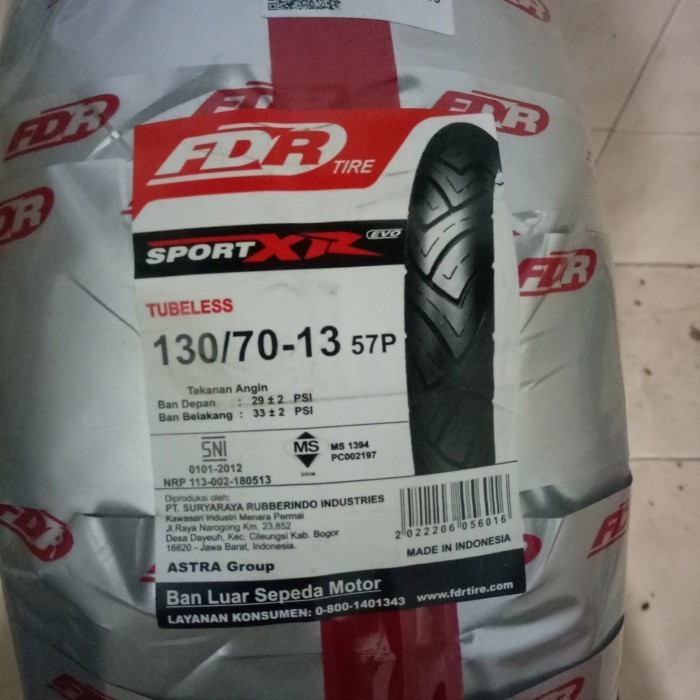 FDR
FDR
FDR
FDR
FDR TIRE
SPORT XR EVO
FDR
TUBELESS
130/70-13 57P
Tekanan Angin
Ban Depan : 29 ± 2 PSI
Ban Belakang : 33 ± 2 PSI
SNI
0101-2012
NRP 113-002-180513
MS
MS 1394
PC002197
Diproduksi oleh:
PT. SURYARAYA RUBBERINDO INDUSTRIES
Kawasan Industri Menara Permai
Jl.Raya Narogong Km. 23,852
Desa Dayeuh, Kec. Cileungsi Kab. Bogor
16820 - Jawa Barat, Indonesia.
2 022206 056016
MADE IN INDONESIA
ASTRA Group
Ban Luar Sepeda Motor
www.fdrtire.com
LAYANAN KONSUMEN: 0-800-1401343
FDR